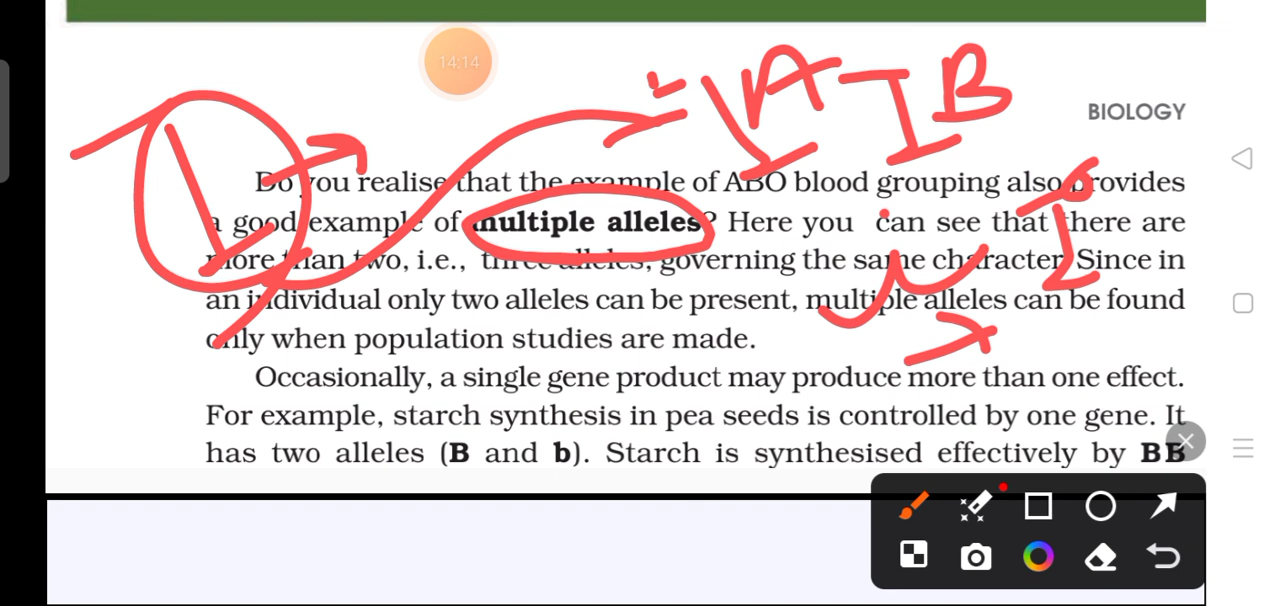 14:14
IA IB
BIOLOGY
Do you realise that the example of ABO blood grouping also provides
a good example of multiple alleles? Here you can see that there are
more than two, i.e., three alleles, governing the same character. Since in
an individual only two alleles can be present, multiple alleles can be found
only when population studies are made.
Occasionally, a single gene product may produce more than one effect.
For example, starch synthesis in pea seeds is controlled by one gene. It
has two alleles (B and b). Starch is synthesised effectively by BB